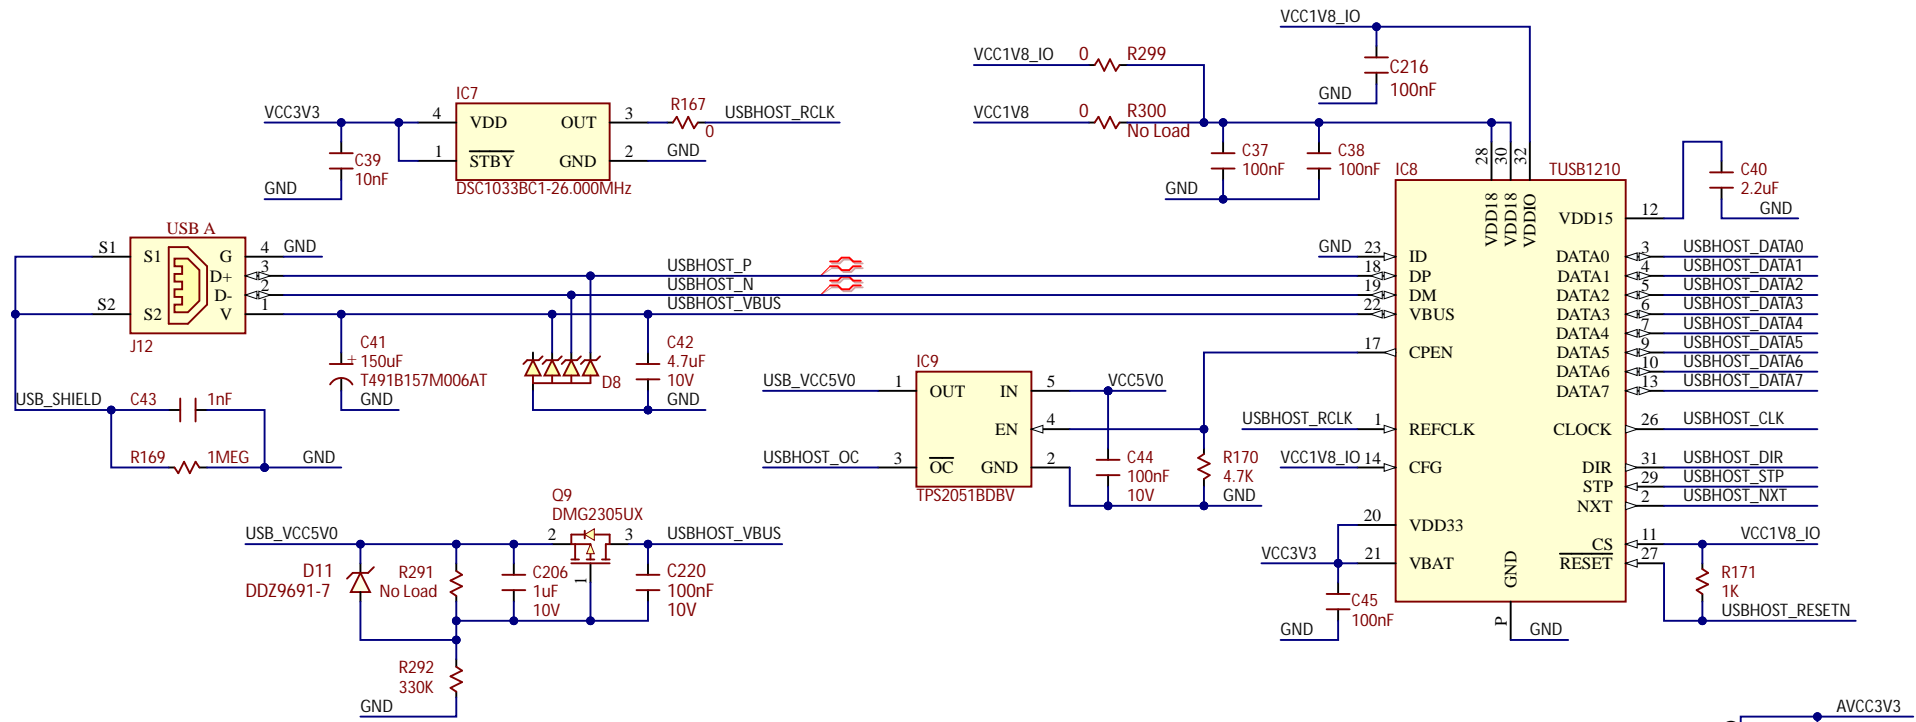 VCC1V8_IO
C216
100nF
GND
VCC1V8_IO
0
R299
VCC1V8
0
R300
No Load
C37
100nF
C38
100nF
GND
IC7
VCC3V3
4
VDD
OUT
3
R167
0
USBHOST_RCLK
1
STBY
GND
2
GND
DSC1033BC1-26.000MHz
C39
10nF
GND
USB A
S1
S1
G
4
GND
D+
3
D-
2
S2
S2
V
1
J12
USBHOST_P
USBHOST_N
USBHOST_VBUS
C41
+
150uF
T491B157M006AT
GND
D8
C42
4.7uF
10V
GND
USB_SHIELD
C43
1nF
R169
1MEG
GND
IC9
USB_VCC5V0
1
OUT
IN
5
VCC5V0
EN
4
USBHOST_OC
3
OC
GND
2
TPS2051BDBV
C44
100nF
10V
R170
4.7K
GND
Q9
DMG2305UX
USB_VCC5V0
2
3
1
USBHOST_VBUS
D11
DDZ9691-7
R291
No Load
C206
1uF
10V
C220
100nF
10V
R292
330K
GND
IC8
TUSB1210
28
30
32
VDD18
VDD18
VDDIO
VDD15
12
C40
2.2uF
GND
GND
23
ID
18
DP
19
DM
22
VBUS
17
CPEN
USBHOST_RCLK
1
REFCLK
VCC1V8_IO
14
CFG
20
VDD33
VCC3V3
21
VBAT
C45
100nF
GND
GND
P
GND
DATA0
3
USBHOST_DATA0
DATA1
4
USBHOST_DATA1
DATA2
5
USBHOST_DATA2
DATA3
6
USBHOST_DATA3
DATA4
7
USBHOST_DATA4
DATA5
9
USBHOST_DATA5
DATA6
10
USBHOST_DATA6
DATA7
13
USBHOST_DATA7
CLOCK
26
USBHOST_CLK
DIR
31
USBHOST_DIR
STP
29
USBHOST_STP
NXT
2
USBHOST_NXT
CS
11
VCC1V8_IO
RESET
27
R171
1K
USBHOST_RESETN
AVCC3V3